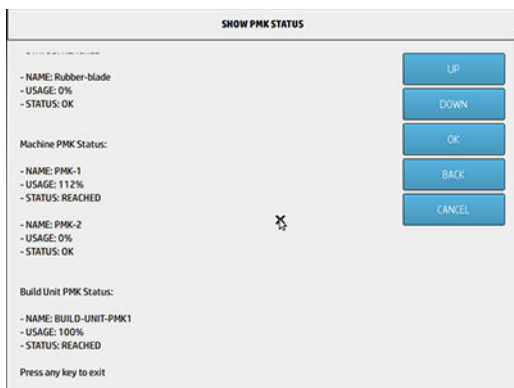 SHOW PMK STATUS
- NAME: Rubber-blade
- USAGE: 0%
- STATUS: OK
Machine PMK Status:
- NAME: PMK-1
- USAGE: 112%
- STATUS: REACHED
- NAME: PMK-2
- USAGE: 0%
- STATUS: OK
Build Unit PMK Status:
- NAME: BUILD-UNIT-PMK1
- USAGE: 100%
- STATUS: REACHED
Press any key to exit
UP
DOWN
OK
BACK
CANCEL